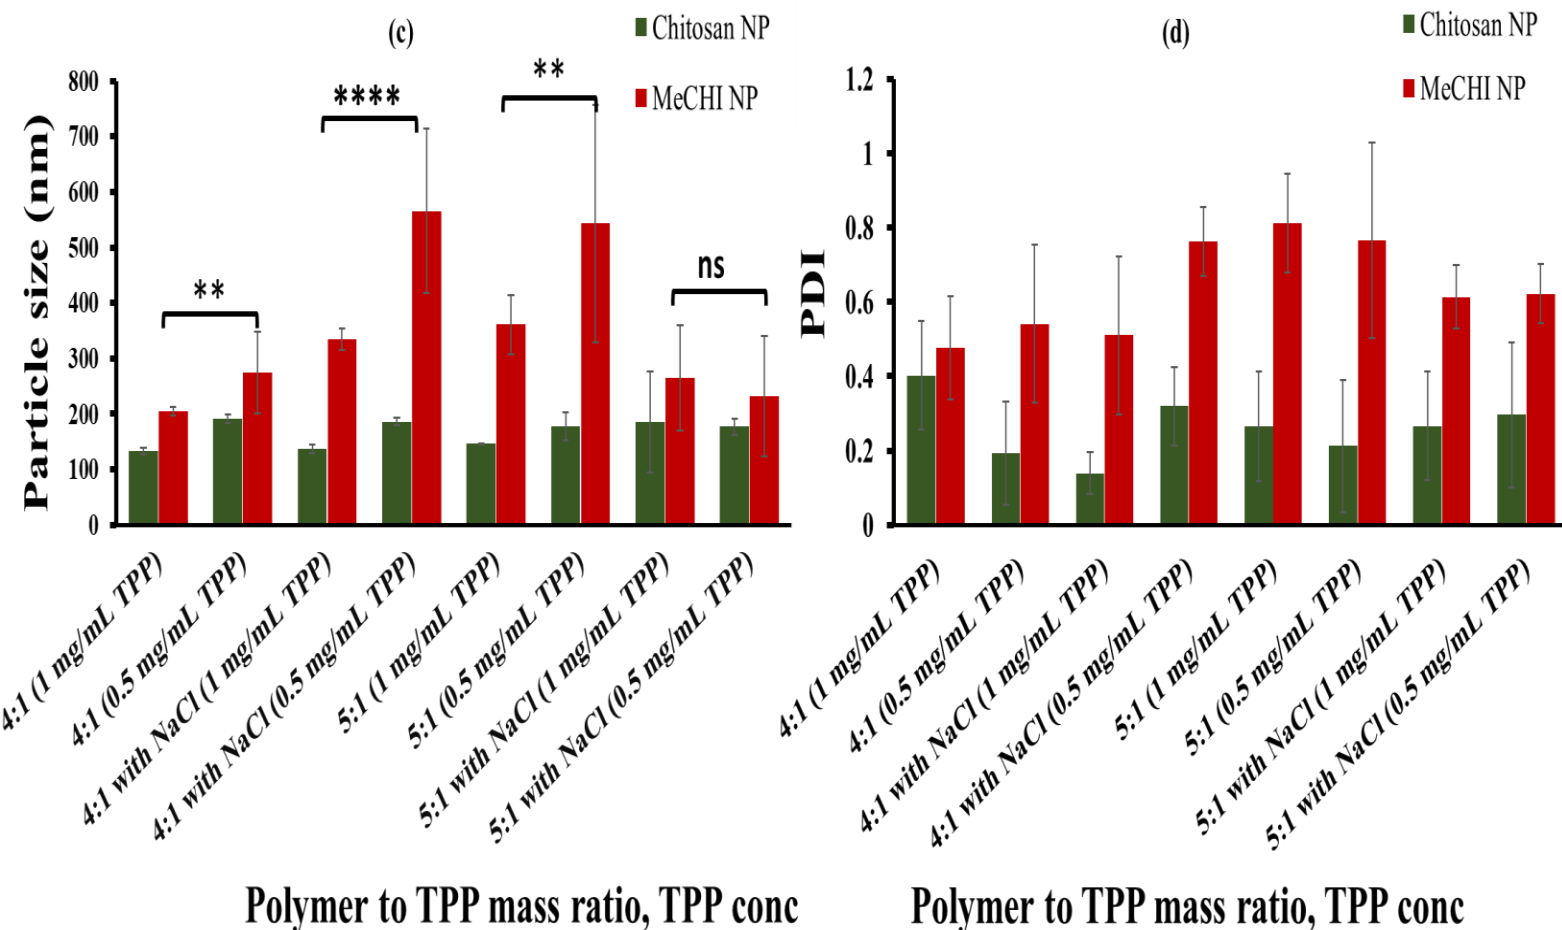 (c)
Chitosan NP
MeCHI NP
Particle size (nm)
800
700
600
500
400
300
200
100
0
**
****
**
ns
4:1 (1 mg/mL TPP)
4:1 (0.5 mg/mL TPP)
4:1 with NaCl (1 mg/mL TPP)
4:1 with NaCl (0.5 mg/mL TPP)
5:1 (1 mg/mL TPP)
5:1 (0.5 mg/mL TPP)
5:1 with NaCl (1 mg/mL TPP)
5:1 with NaCl (0.5 mg/mL TPP)
Polymer to TPP mass ratio, TPP conc
(d)
Chitosan NP
MeCHI NP
PDI
1.2
1
0.8
0.6
0.4
0.2
0
4:1 (1 mg/mL TPP)
4:1 (0.5 mg/mL TPP)
4:1 with NaCl (1 mg/mL TPP)
4:1 with NaCl (0.5 mg/mL TPP)
5:1 (1 mg/mL TPP)
5:1 (0.5 mg/mL TPP)
5:1 with NaCl (1 mg/mL TPP)
5:1 with NaCl (0.5 mg/mL TPP)
Polymer to TPP mass ratio, TPP conc